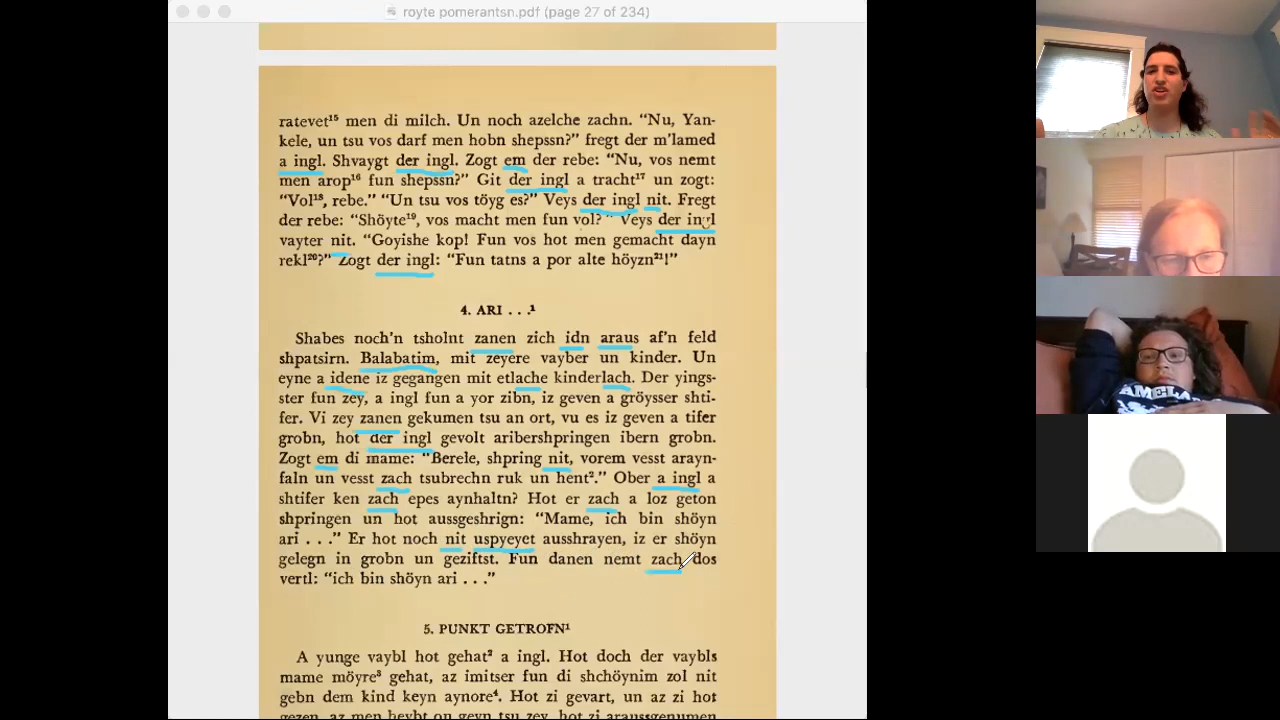 royte pomerantsn.pdf (page 27 of 234)
ratevet¹⁵ men di milch. Un noch azelche zachn. “Nu, Yan-
kele, un tsu vos darf men hobn shepssn?” fregt der m’lamed
a ingl. Shvaygt der ingl. Zogt em der rebe: “Nu, vos nemt
men arop¹⁶ fun shepssn?” Git der ingl a tracht¹⁷ un zogt:
“Vol¹⁸, rebe.” “Un tsu vos töyg es?” Veys der ingl nit. Fregt
der rebe: “Shöyte¹⁹, vos macht men fun vol?” Veys der ingl
vayter nit. “Goyishe kop! Fun vos hot men gemacht dayn
rekl²⁰?” Zogt der ingl: “Fun tatns a por alte höyzn²¹!”
4. ARI . . .¹
Shabes noch’n tsholnt zanen zich idn araus af’n feld
shpatsirn. Balabatim, mit zeyere vayber un kinder. Un
eyne a idene iz gegangen mit etlache kinderlach. Der yings-
ster fun zey, a ingl fun a yor zibn, iz geven a gröysser shti-
fer. Vi zey zanen gekumen tsu an ort, vu es iz geven a tifer
grobn, hot der ingl gevolt aribershpringen ibern grobn.
Zogt em di mame: “Berele, shpring nit, vorem vesst arayn-
faln un vesst zach tsubrechn ruk un hent².” Ober a ingl a
shtifer ken zach epes aynhaltn? Hot er zach a loz geton
shpringen un hot aussgeshrign: “Mame, ich bin shöyn
ari . . .” Er hot noch nit uspyeyet ausshrayen, iz er shöyn
gelegn in grobn un geziftst. Fun danen nemt zach dos
vertl: “ich bin shöyn ari . . .”
5. PUNKT GETROFN¹
A yunge vaybl hot gehat² a ingl. Hot doch der vaybls
mame möyre³ gehat, az imitser fun di shchöynim zol nit
gebn dem kind keyn aynore⁴. Hot zi gevart, un az zi hot
gezen, az men heybt on geyn tsu zey, hot zi araussgenumen